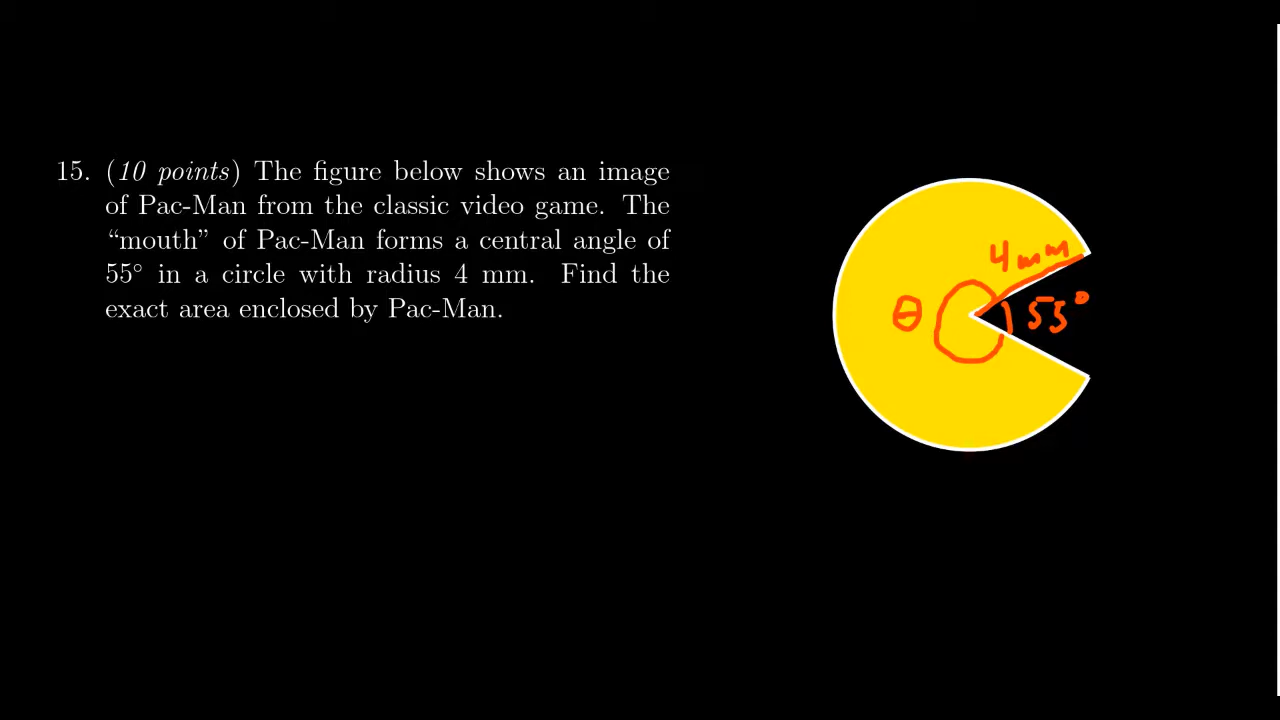 15. (10 points) The figure below shows an image
of Pac-Man from the classic video game. The
“mouth” of Pac-Man forms a central angle of
55° in a circle with radius 4 mm. Find the
exact area enclosed by Pac-Man.
4mm
θ
55°